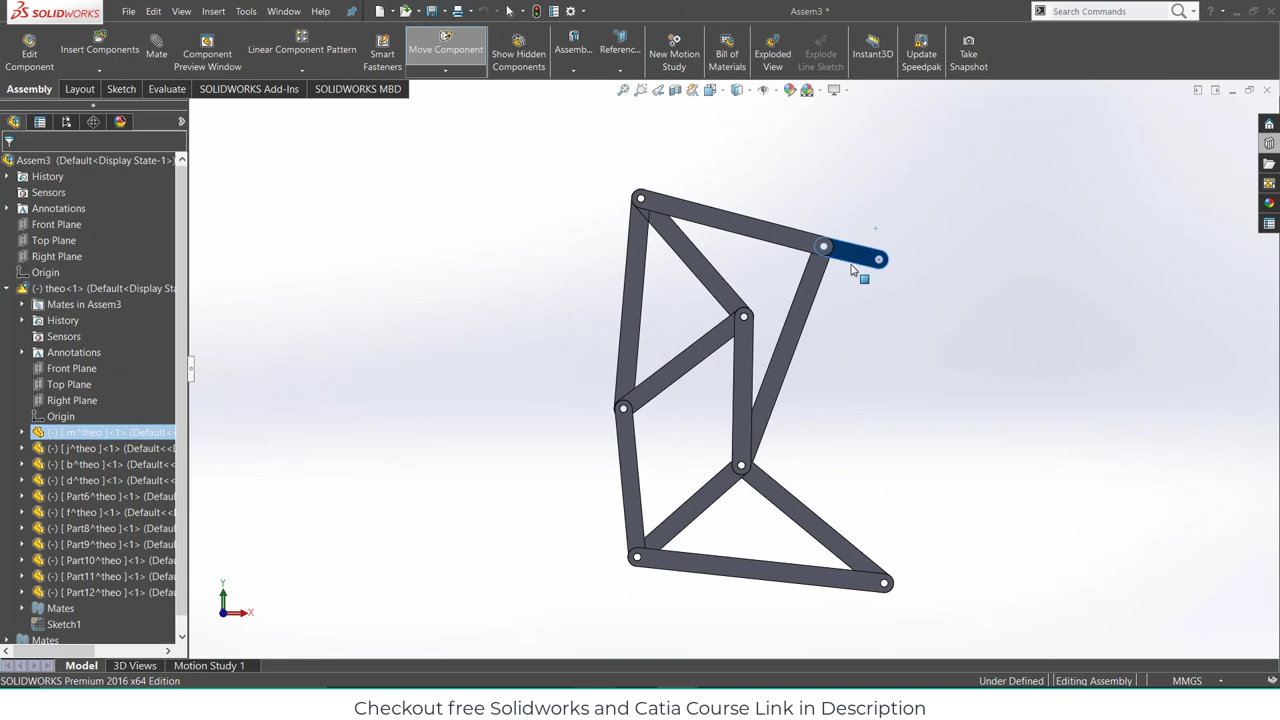 SOLIDWORKS
File Edit View Insert Tools Window Help
Assem3 *
Search Commands
Edit Component
Insert Components
Mate
Component Preview Window
Linear Component Pattern
Smart Fasteners
Move Component
Show Hidden Components
Assemb...
Referenc...
New Motion Study
Bill of Materials
Exploded View
Explode Line Sketch
Instant3D
Update Speedpak
Take Snapshot
Assembly Layout Sketch Evaluate SOLIDWORKS Add-Ins SOLIDWORKS MBD
Assem3 (Default<Display State-1>)
History
Sensors
Annotations
Front Plane
Top Plane
Right Plane
Origin
(-) theo<1> (Default<Display Sta
Mates in Assem3
History
Sensors
Annotations
Front Plane
Top Plane
Right Plane
Origin
(-) [ m^theo ]<1> (Default<<
(-) [ j^theo ]<1> (Default<<D
(-) [ b^theo ]<1> (Default<<
(-) [ d^theo ]<1> (Default<<
(-) [ Part6^theo ]<1> (Defau
(-) [ f^theo ]<1> (Default<<
(-) [ Part8^theo ]<1> (Defau
(-) [ Part9^theo ]<1> (Defau
(-) [ Part10^theo ]<1> (Defa
(-) [ Part11^theo ]<1> (Defa
(-) [ Part12^theo ]<1> (Defa
Mates
Sketch1
Mates
Y
X
Model 3D Views Motion Study 1
SOLIDWORKS Premium 2016 x64 Edition
Under Defined Editing Assembly MMGS
Checkout free Solidworks and Catia Course Link in Description